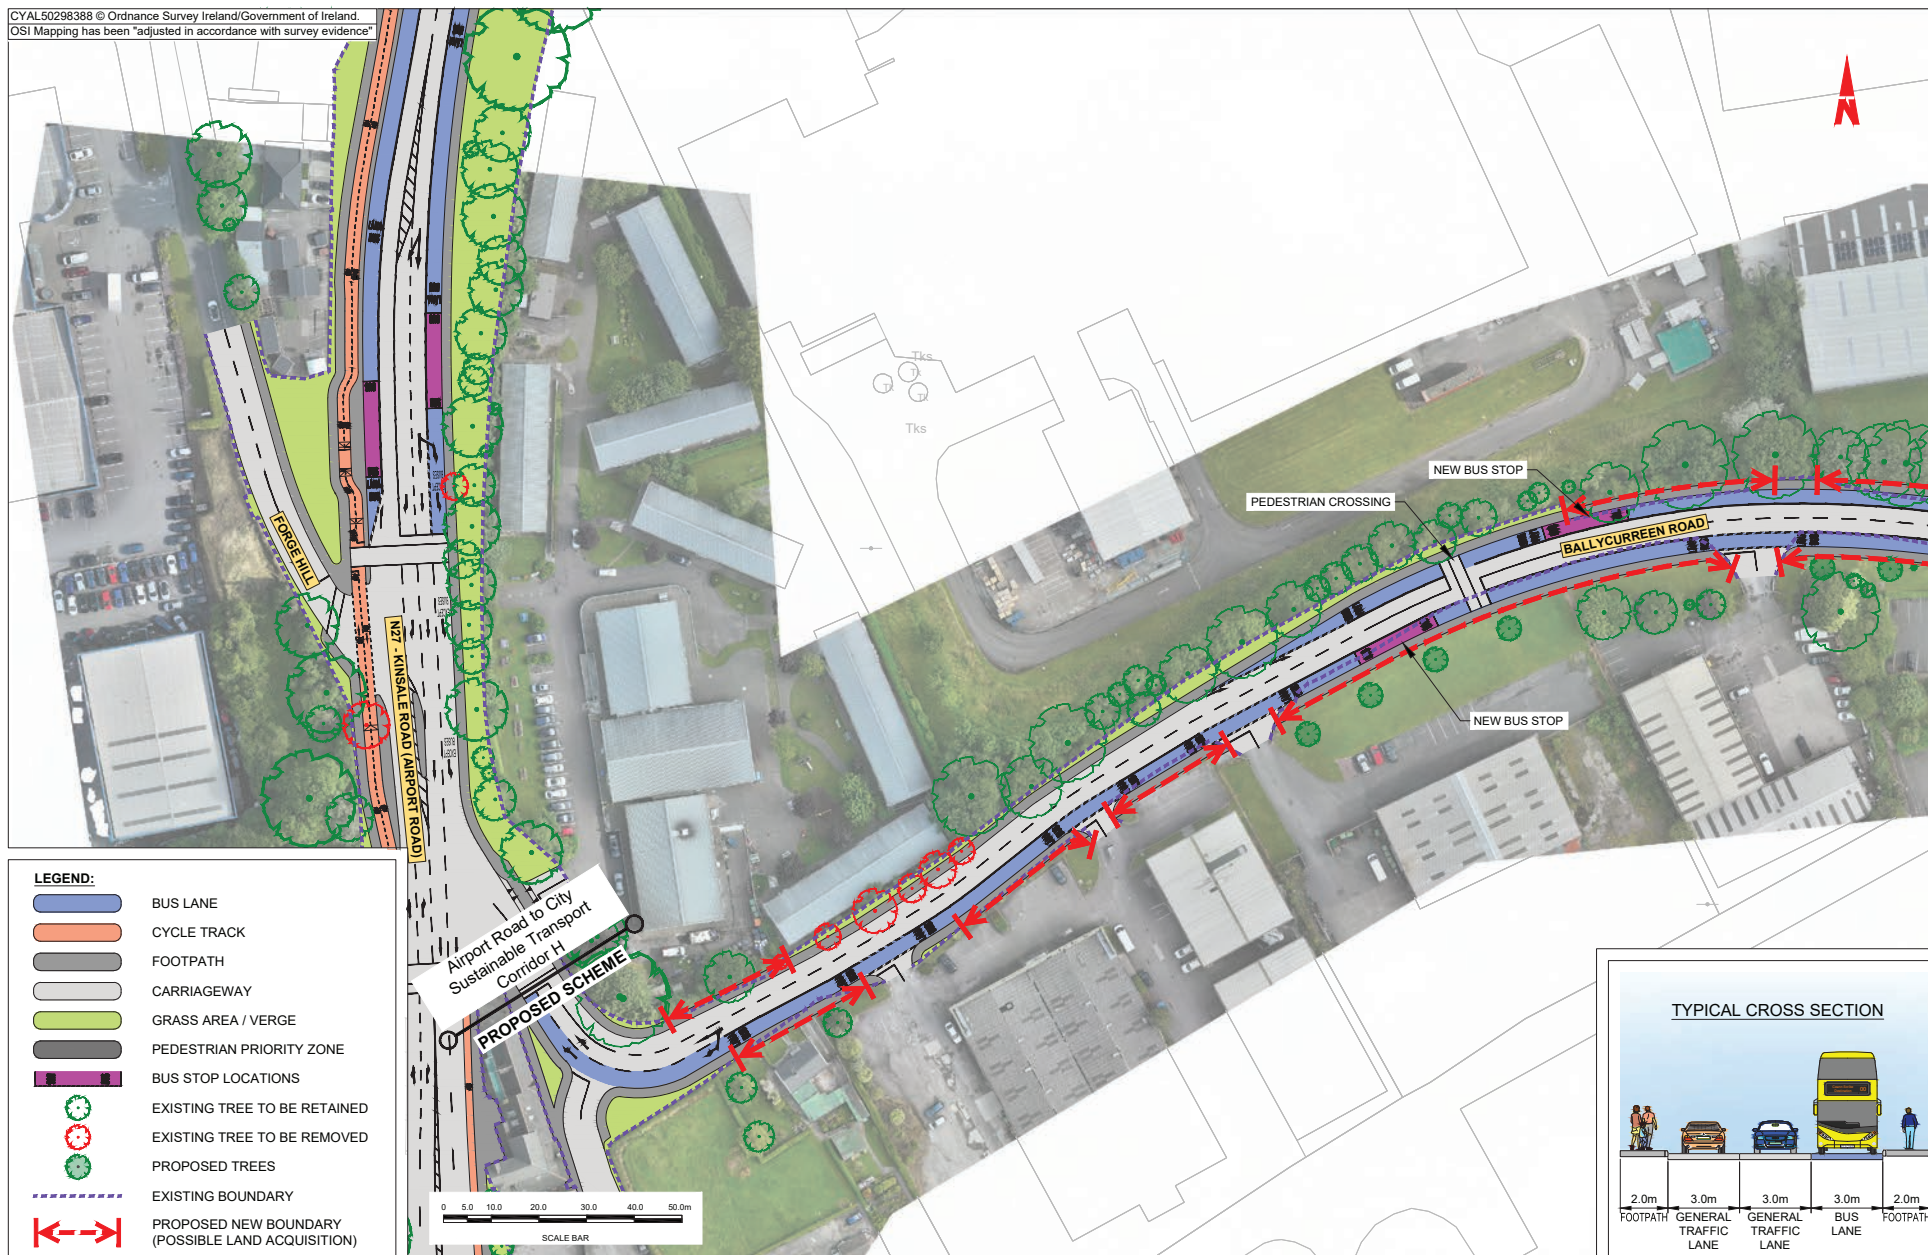 CYAL50298388 © Ordnance Survey Ireland/Government of Ireland.
OSI Mapping has been "adjusted in accordance with survey evidence"
N
Tks
Tk
Tk
Tks
NEW BUS STOP
PEDESTRIAN CROSSING
BALLYCURREEN ROAD
NEW BUS STOP
FORGE HILL
N27 - KINSALE ROAD (AIRPORT ROAD)
Airport Road to City
Sustainable Transport
Corridor H
PROPOSED SCHEME
LEGEND:
BUS LANE
CYCLE TRACK
FOOTPATH
CARRIAGEWAY
GRASS AREA / VERGE
PEDESTRIAN PRIORITY ZONE
BUS STOP LOCATIONS
EXISTING TREE TO BE RETAINED
EXISTING TREE TO BE REMOVED
PROPOSED TREES
EXISTING BOUNDARY
PROPOSED NEW BOUNDARY
(POSSIBLE LAND ACQUISITION)
0 5.0 10.0 20.0 30.0 40.0 50.0m
SCALE BAR
TYPICAL CROSS SECTION
2.0m 3.0m 3.0m 3.0m 2.0m
FOOTPATH GENERAL TRAFFIC LANE GENERAL TRAFFIC LANE BUS LANE FOOTPATH